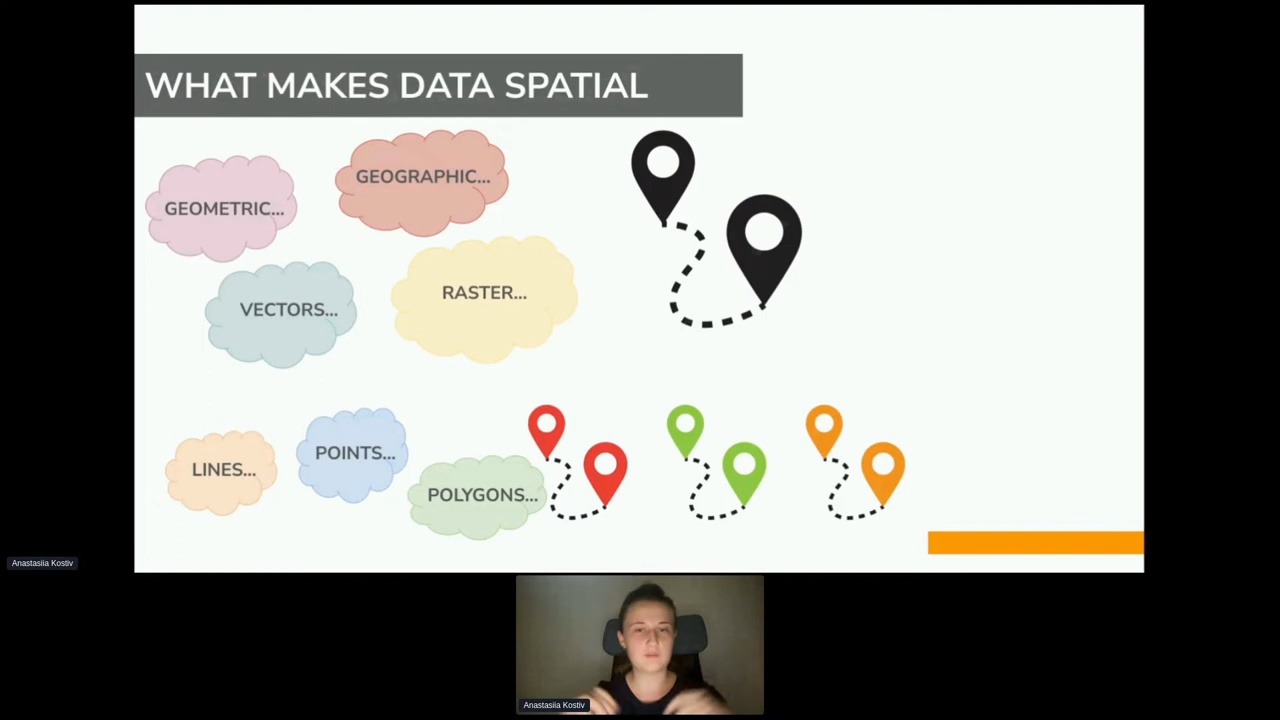 WHAT MAKES DATA SPATIAL
GEOGRAPHIC...
GEOMETRIC...
RASTER...
VECTORS...
POINTS...
LINES...
POLYGONS...
Anastasiia Kostiv
Anastasiia Kostiv